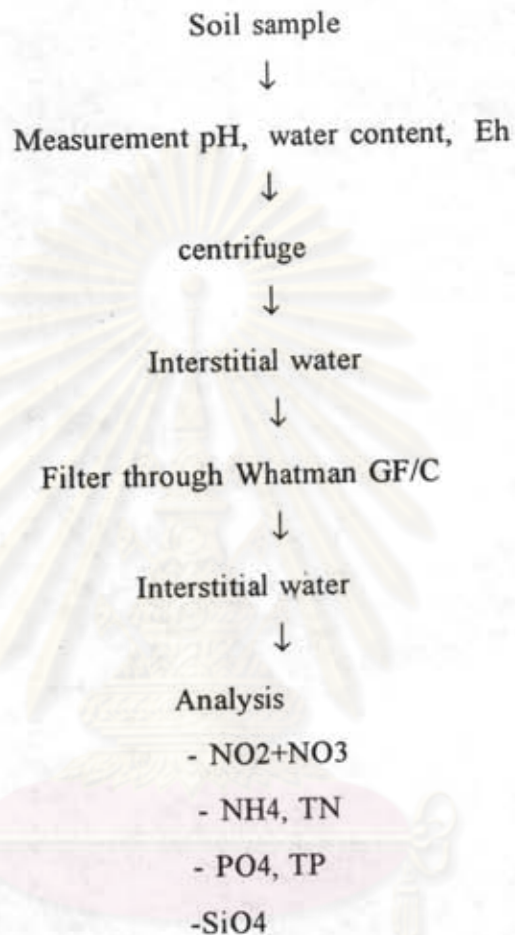 Soil sample
↓
Measurement pH, water content, Eh
↓
centrifuge
↓
Interstitial water
↓
Filter through Whatman GF/C
↓
Interstitial water
↓
Analysis
- NO2+NO3
- NH4, TN
- PO4, TP
-SiO4